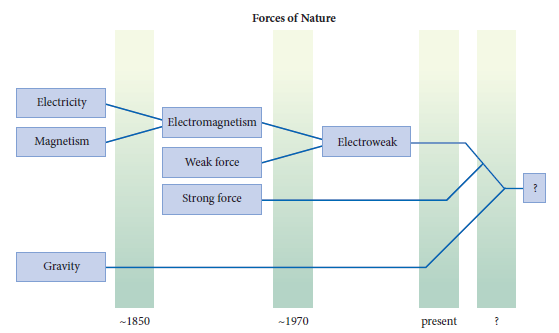 Forces of Nature
Electricity
Magnetism
Electromagnetism
Weak force
Electroweak
Strong force
?
Gravity
~1850
~1970
present
?